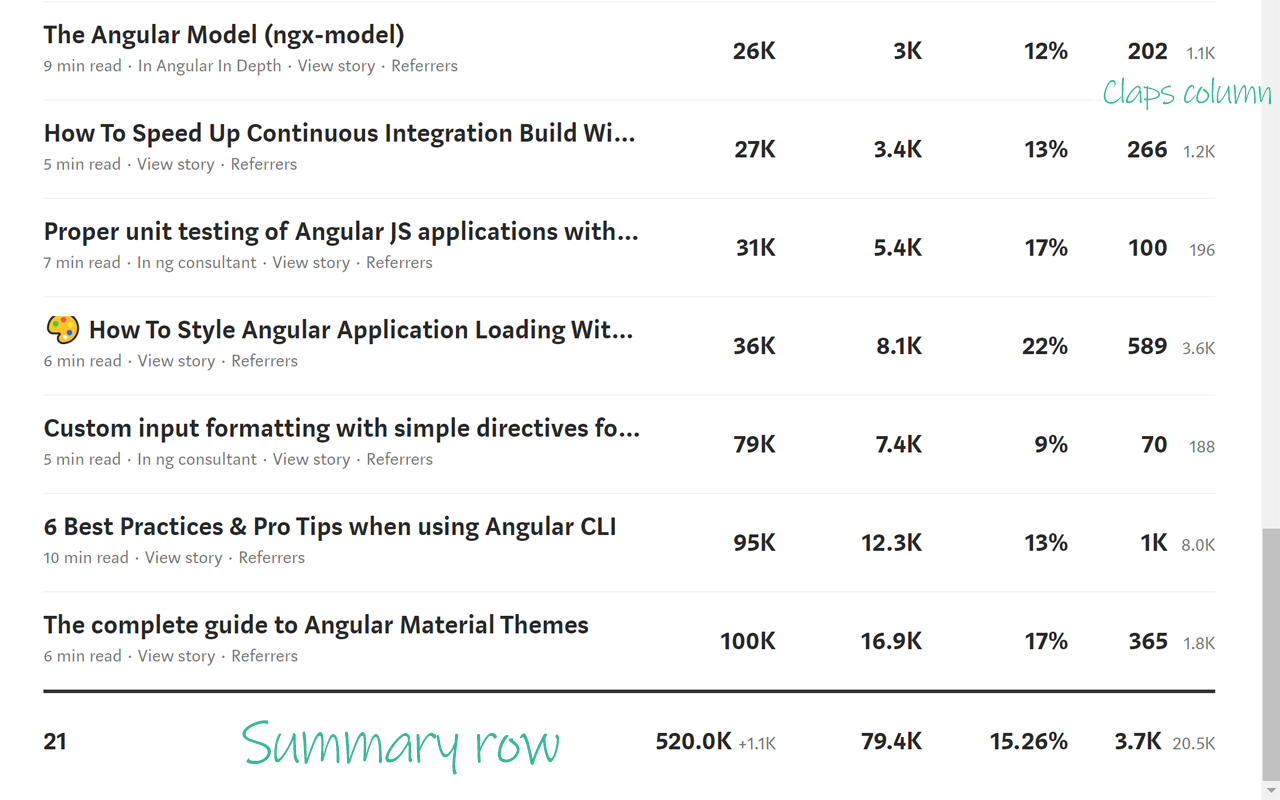 The Angular Model (ngx-model) 26K 3K 12% 202 1.1K
9 min read · In Angular In Depth · View story · Referrers
Claps column
How To Speed Up Continuous Integration Build Wi... 27K 3.4K 13% 266 1.2K
5 min read · View story · Referrers
Proper unit testing of Angular JS applications with... 31K 5.4K 17% 100 196
7 min read · In ng consultant · View story · Referrers
🎨 How To Style Angular Application Loading Wit... 36K 8.1K 22% 589 3.6K
6 min read · View story · Referrers
Custom input formatting with simple directives fo... 79K 7.4K 9% 70 188
5 min read · In ng consultant · View story · Referrers
6 Best Practices & Pro Tips when using Angular CLI 95K 12.3K 13% 1K 8.0K
10 min read · View story · Referrers
The complete guide to Angular Material Themes 100K 16.9K 17% 365 1.8K
6 min read · View story · Referrers
21 Summary row 520.0K +1.1K 79.4K 15.26% 3.7K 20.5K